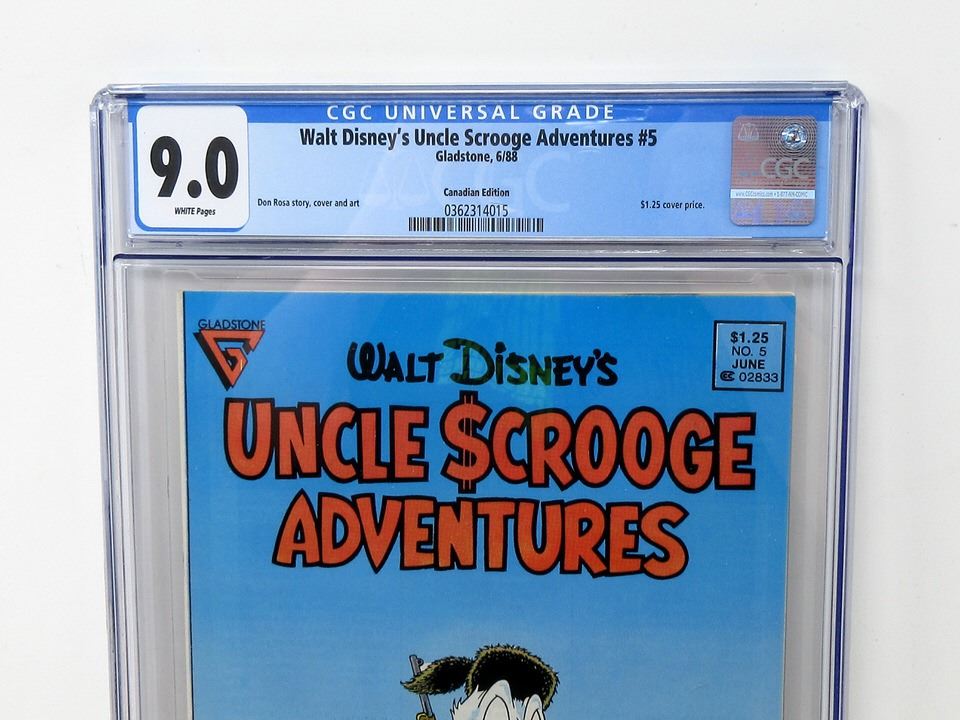 CGC UNIVERSAL GRADE
9.0
WHITE Pages
Walt Disney's Uncle Scrooge Adventures #5
Gladstone, 6/88
Canadian Edition
Don Rosa story, cover and art
$1.25 cover price.
0362314015
CGC
GLADSTONE
G
WALT DISNEY'S
UNCLE $CROOGE
ADVENTURES
$1.25
NO. 5
JUNE
02833